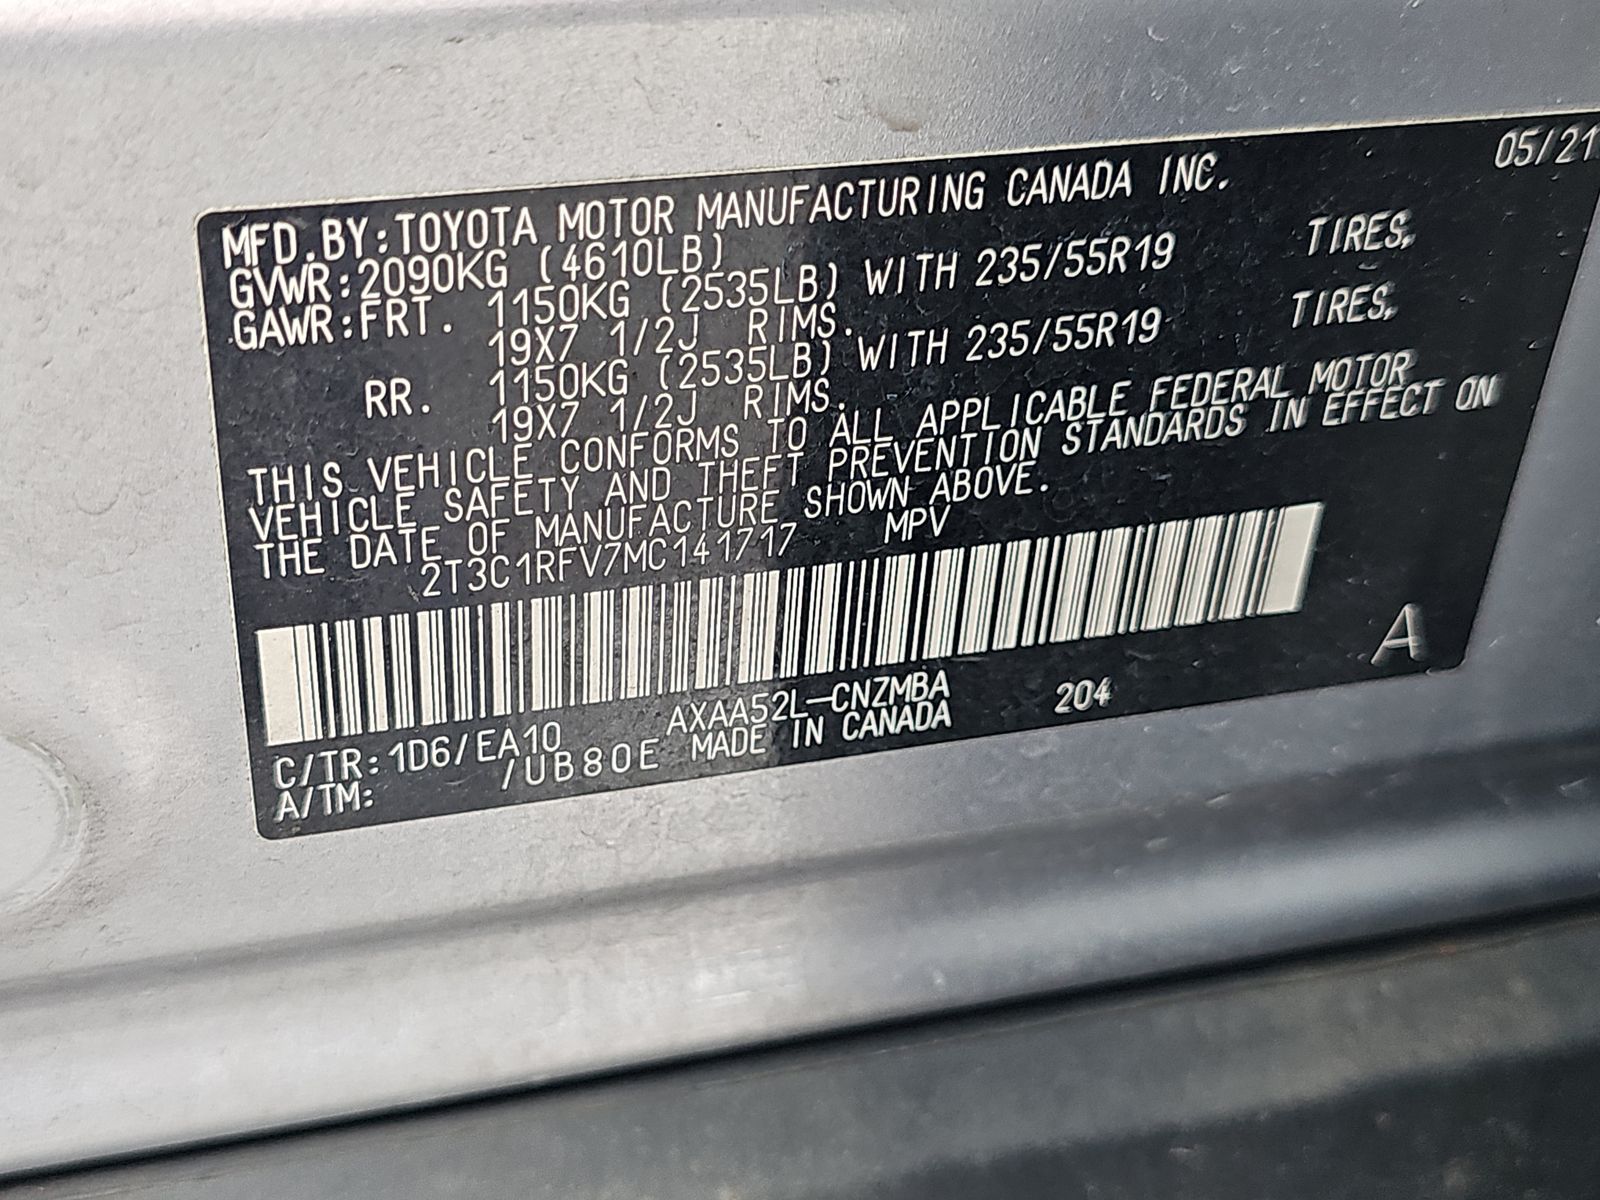 05/21
MFD.BY:TOYOTA MOTOR MANUFACTURING CANADA INC.
GVWR:2090KG (4610LB)
GAWR:FRT. 1150KG (2535LB) WITH 235/55R19 TIRES,
19X7 1/2J RIMS.
RR. 1150KG (2535LB) WITH 235/55R19 TIRES,
19X7 1/2J RIMS.
THIS VEHICLE CONFORMS TO ALL APPLICABLE FEDERAL MOTOR
VEHICLE SAFETY AND THEFT PREVENTION STANDARDS IN EFFECT ON
THE DATE OF MANUFACTURE SHOWN ABOVE.
2T3C1RFV7MC141717 MPV
A
C/TR:1D6/EA10 AXAA52L-CNZMBA 204
A/TM: /UB80E MADE IN CANADA